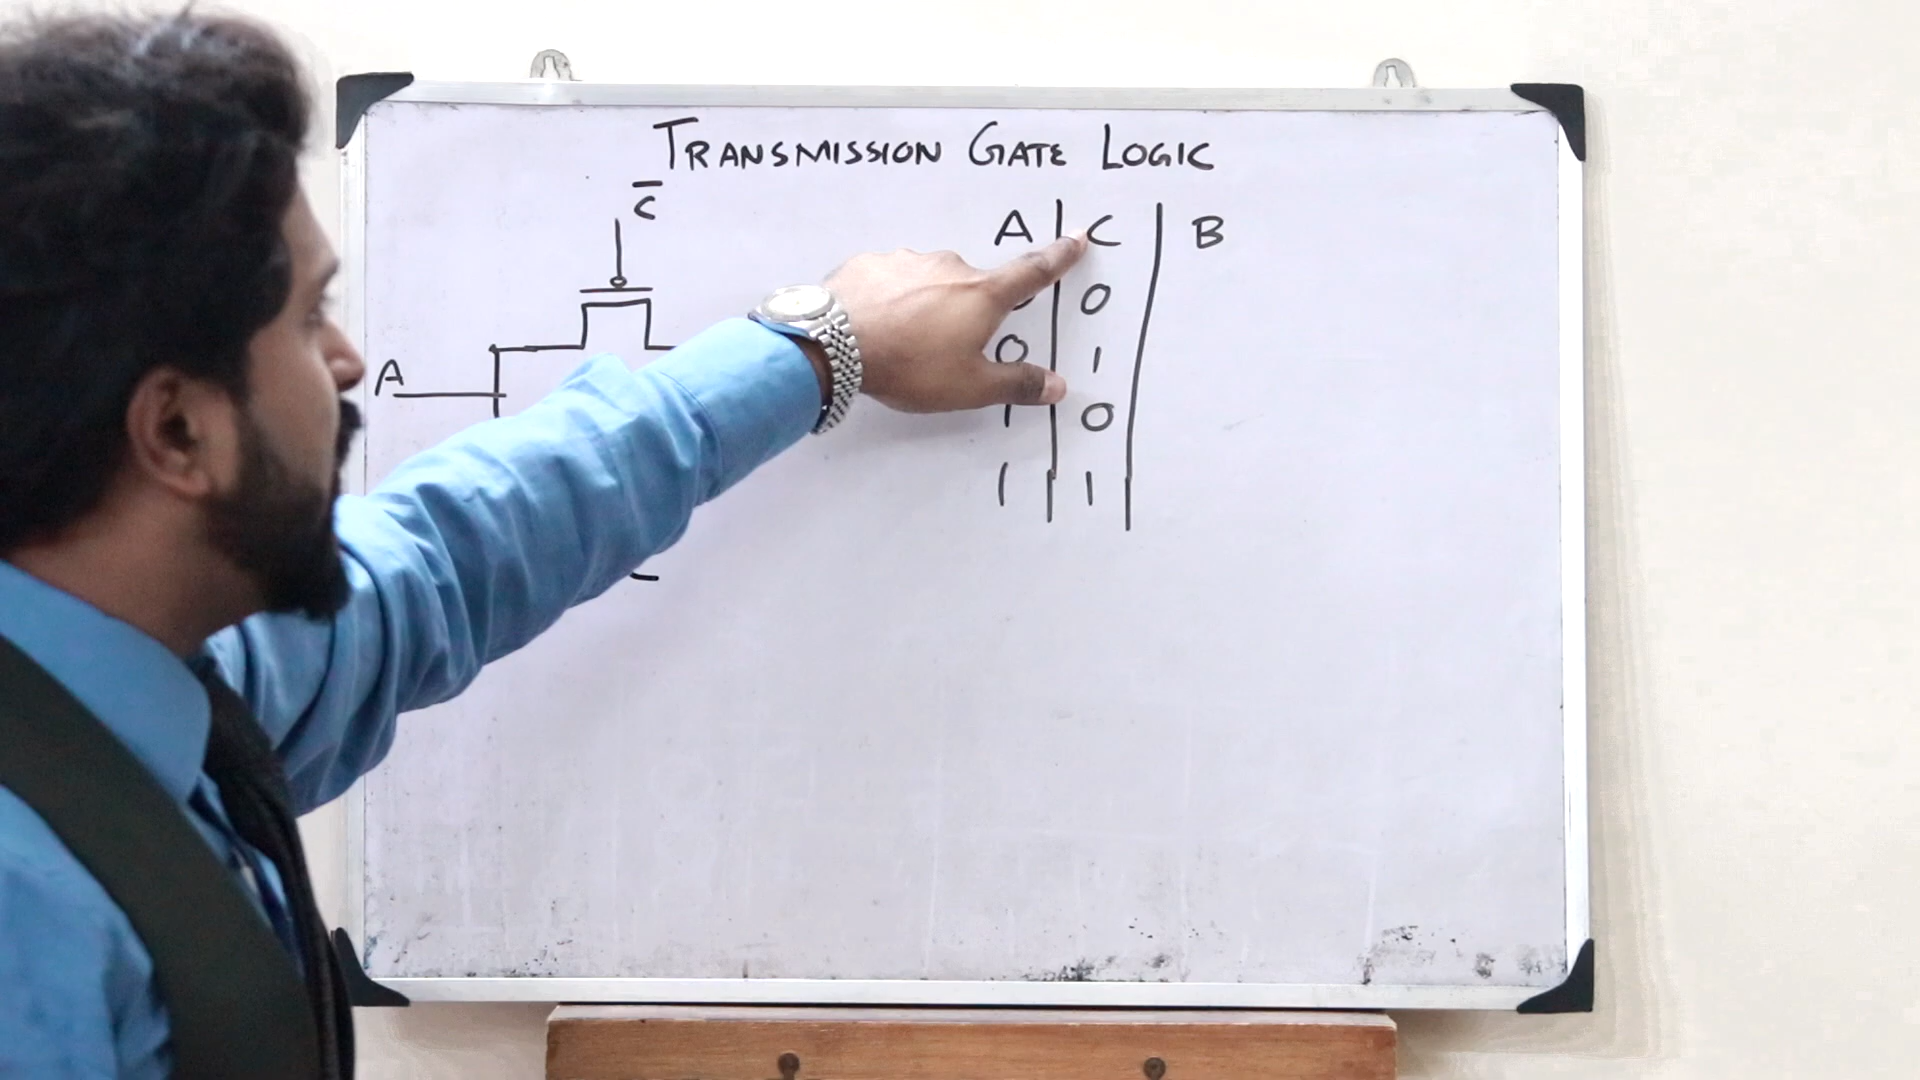 TRANSMISSION GATE LOGIC
C̅
A
A C B
0
0 1
1 0
1 1